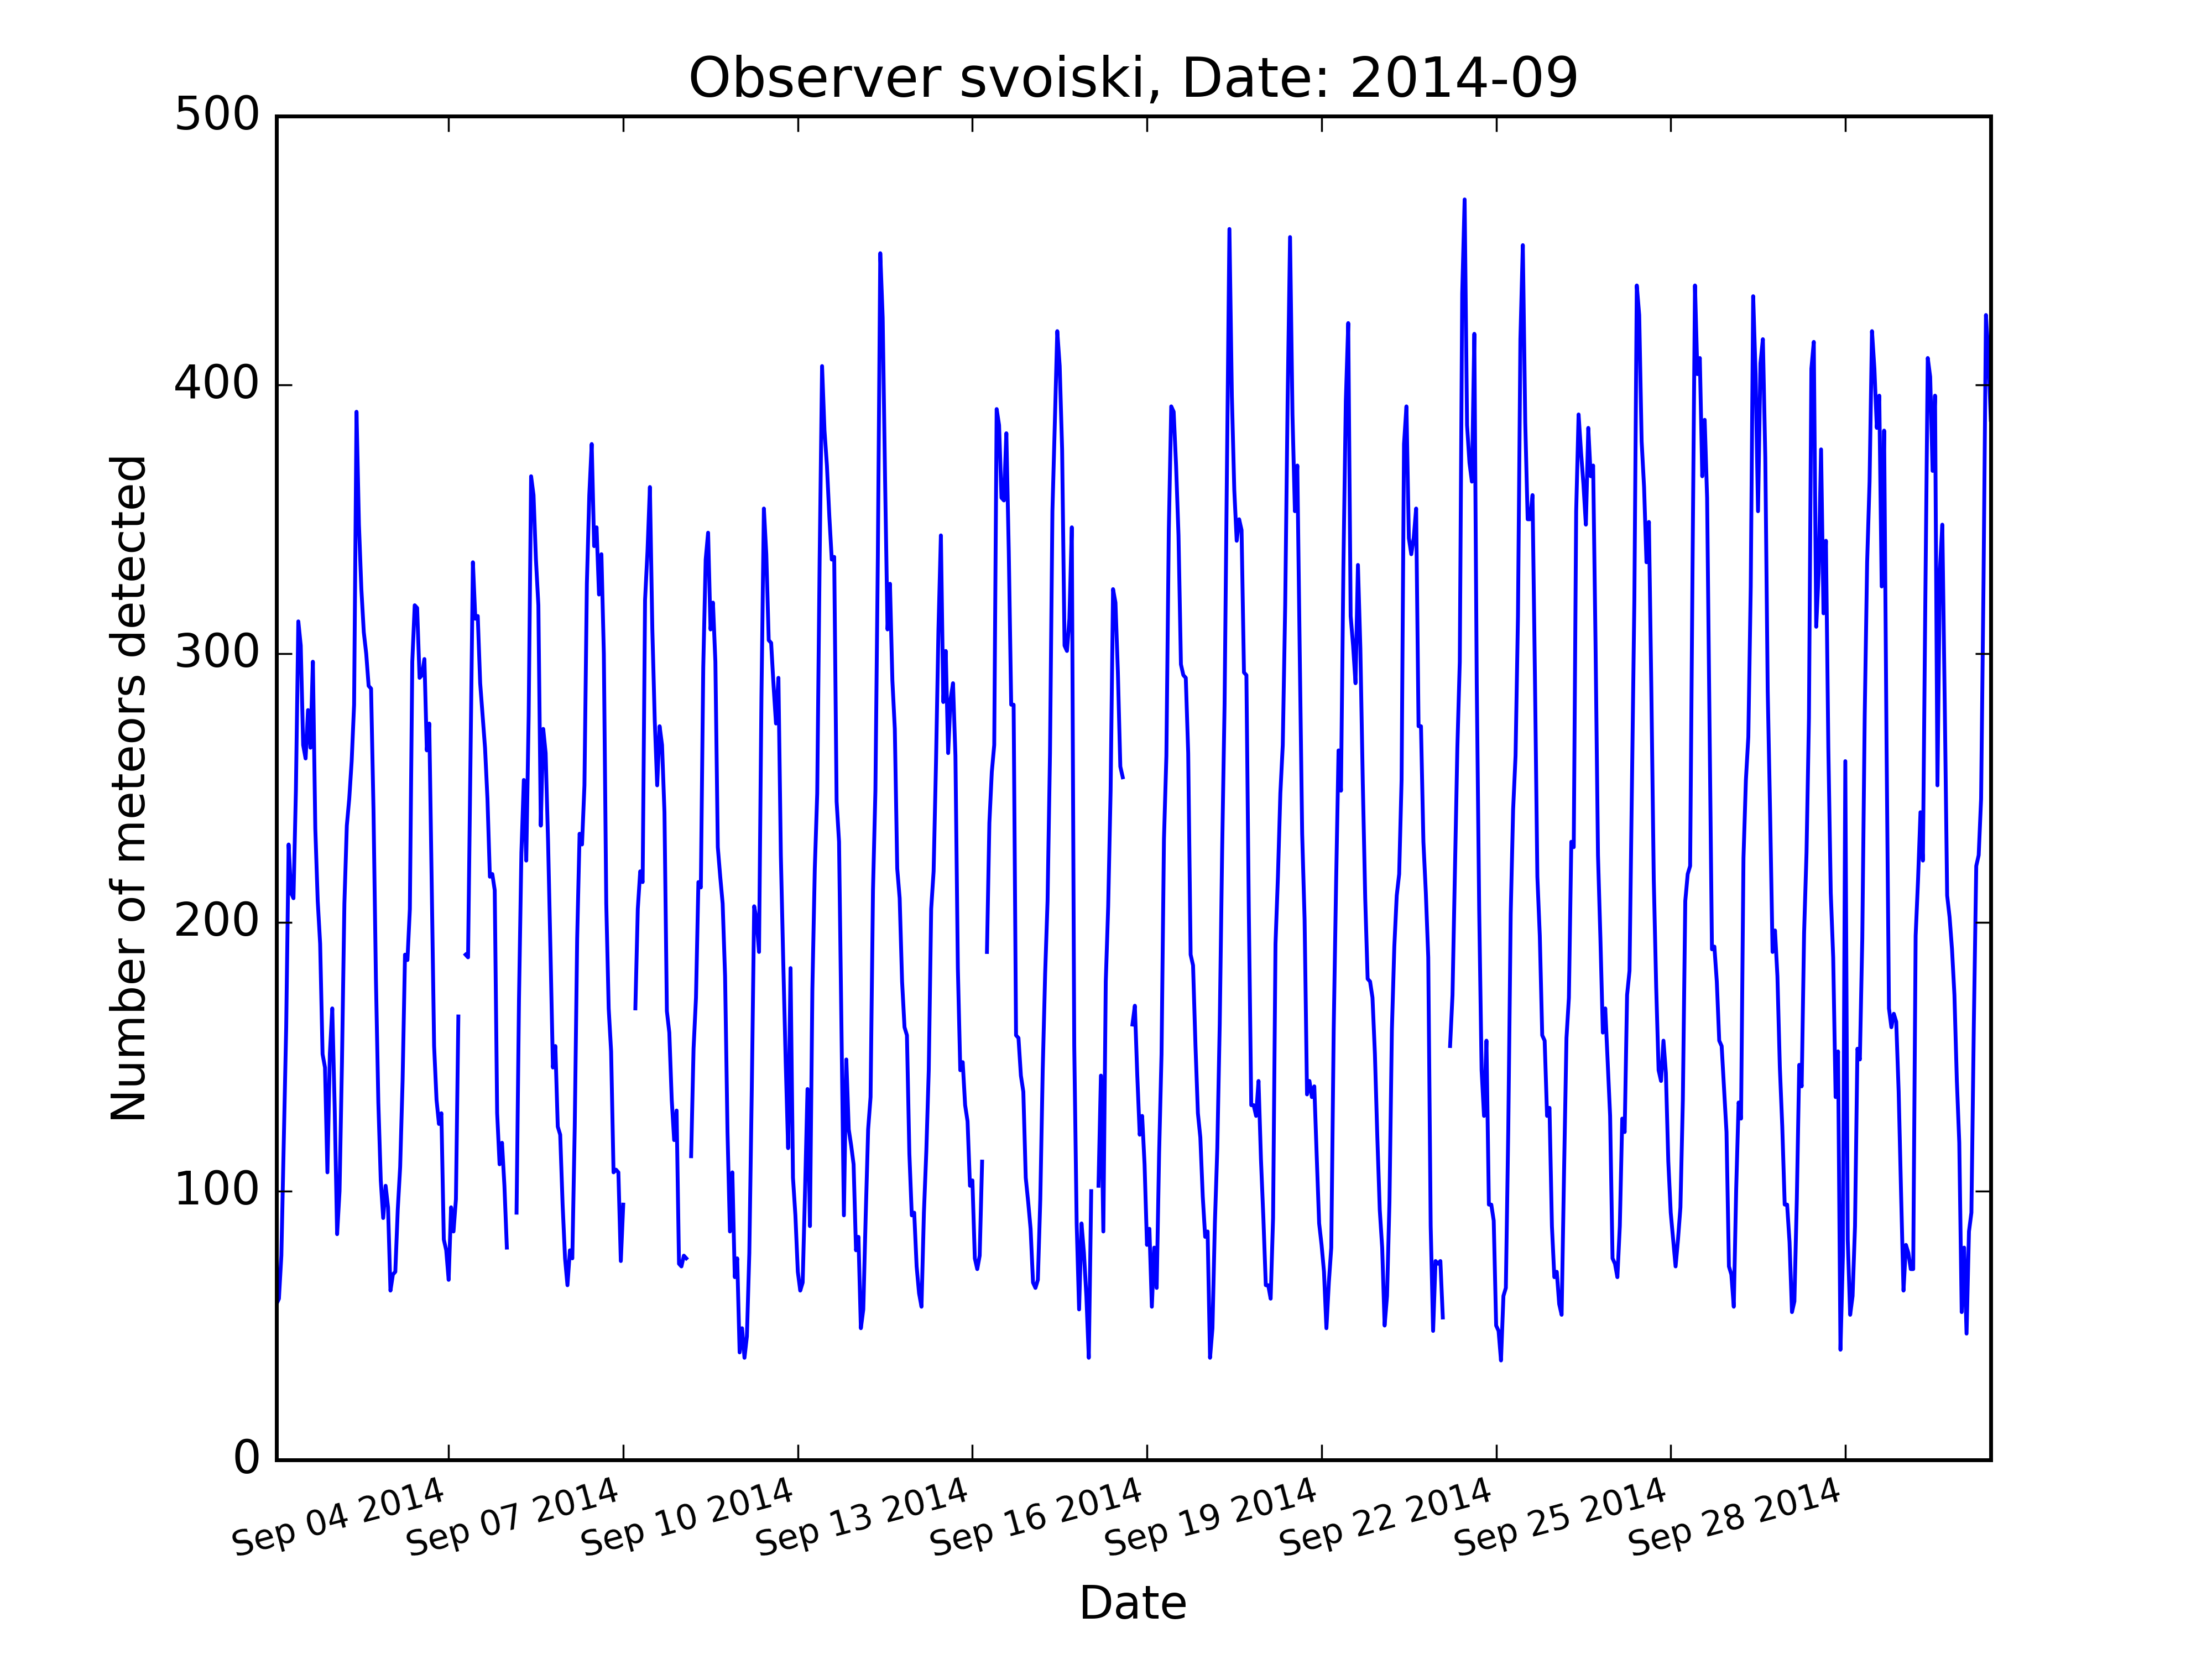 Observer svoiski, Date: 2014-09
Number of meteors detected
500
400
300
200
100
0
Sep 04 2014
Sep 07 2014
Sep 10 2014
Sep 13 2014
Sep 16 2014
Sep 19 2014
Sep 22 2014
Sep 25 2014
Sep 28 2014
Date